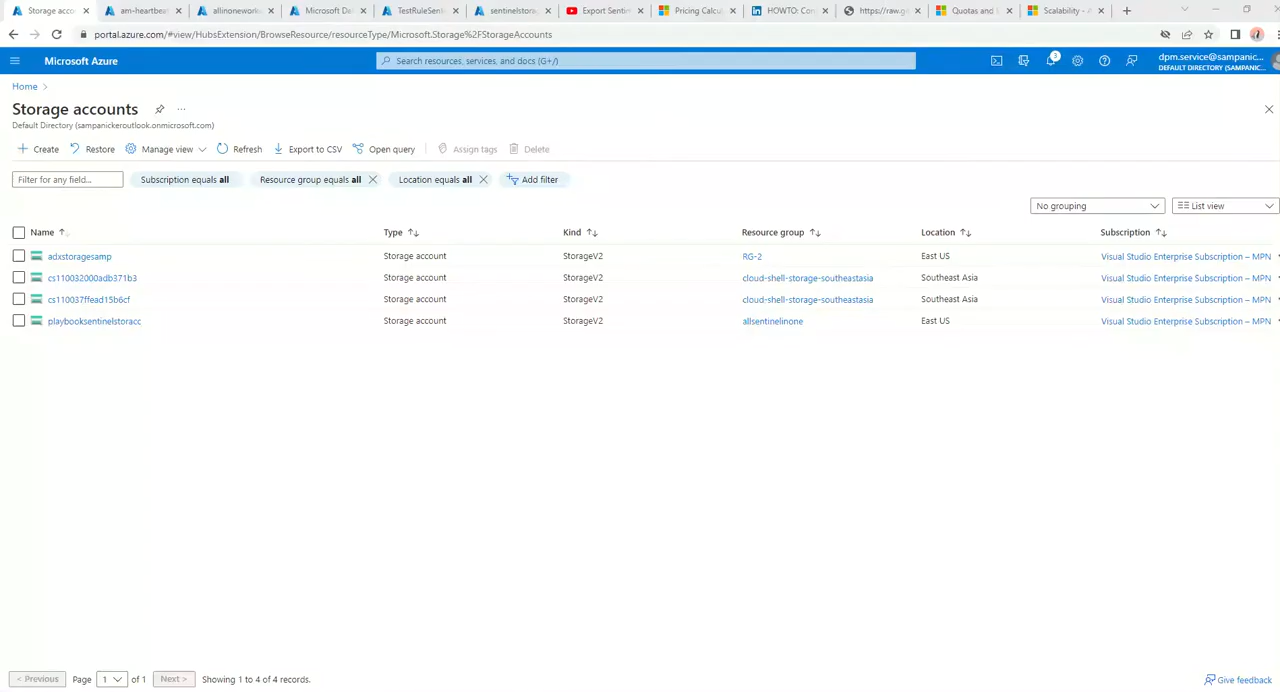 Storage accou
am-heartbea
allinonework
Microsoft Def
TestRuleSent
sentinelstora
Export Senti
Pricing Calcu
HOWTO: Con
https://raw.gi
Quotas and
Scalability -
portal.azure.com/#view/HubsExtension/BrowseResource/resourceType/Microsoft.Storage%2FStorageAccounts
Microsoft Azure
Search resources, services, and docs (G+/)
3
dpm.service@sampanic...
DEFAULT DIRECTORY (SAMPANIC...
Home >
Storage accounts ...
Default Directory (sampanickeroutlook.onmicrosoft.com)
Create Restore Manage view Refresh Export to CSV Open query Assign tags Delete
Filter for any field... Subscription equals all Resource group equals all Location equals all Add filter
No grouping List view
Name Type Kind Resource group Location Subscription
adxstoragesamp Storage account StorageV2 RG-2 East US Visual Studio Enterprise Subscription – MPN
cs110032000adb371b3 Storage account StorageV2 cloud-shell-storage-southeastasia Southeast Asia Visual Studio Enterprise Subscription – MPN
cs110037ffead15b6cf Storage account StorageV2 cloud-shell-storage-southeastasia Southeast Asia Visual Studio Enterprise Subscription – MPN
playbooksentinelstoracc Storage account StorageV2 allsentinelinone East US Visual Studio Enterprise Subscription – MPN
< Previous Page 1 of 1 Next > Showing 1 to 4 of 4 records. Give feedback